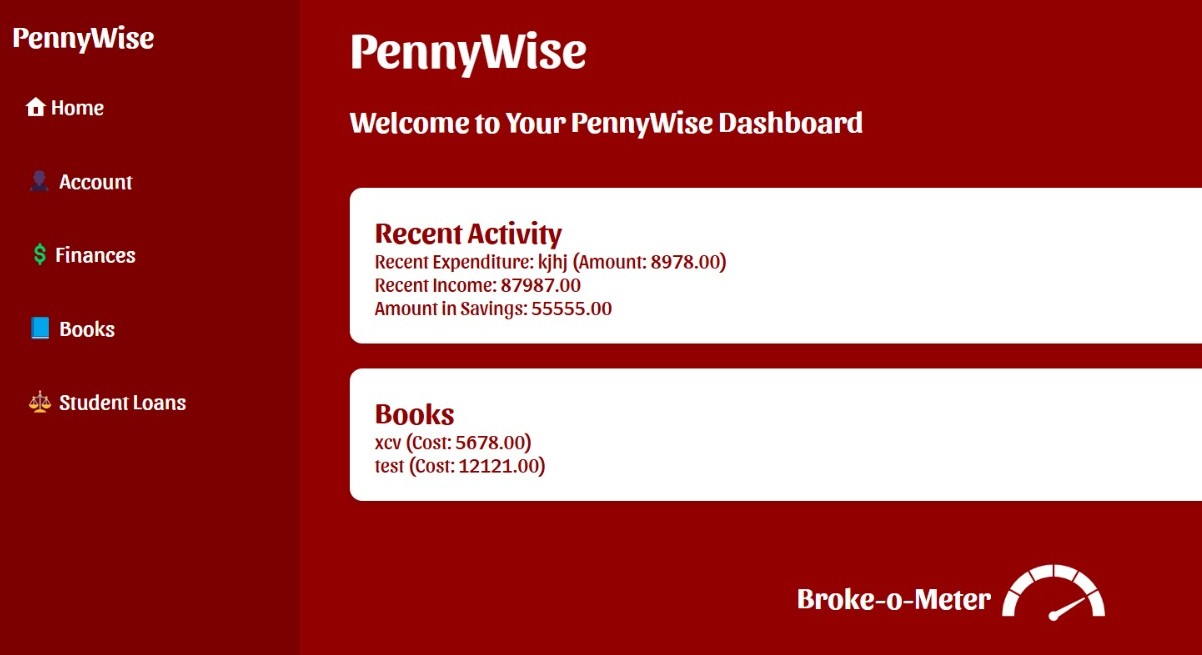 PennyWise
Home
Account
Finances
Books
Student Loans
PennyWise
Welcome to Your PennyWise Dashboard
Recent Activity
Recent Expenditure: kjhj (Amount: 8978.00)
Recent Income: 87987.00
Amount in Savings: 55555.00
Books
xcv (Cost: 5678.00)
test (Cost: 12121.00)
Broke-o-Meter